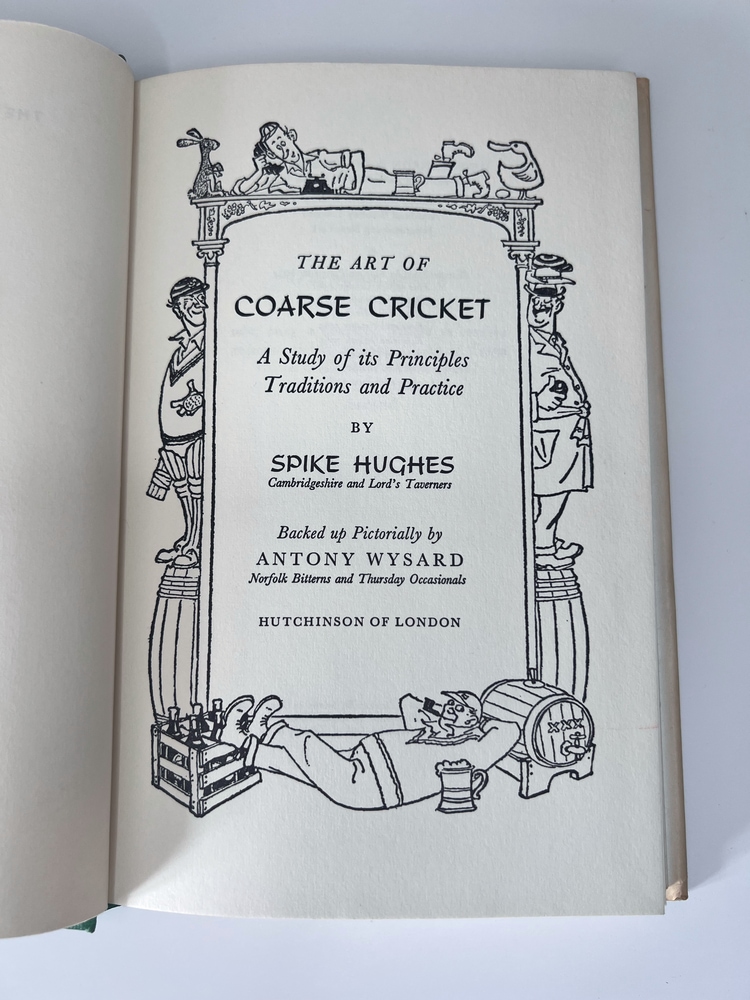 THE ART OF
COARSE CRICKET
A Study of its Principles
Traditions and Practice
BY
SPIKE HUGHES
Cambridgeshire and Lord's Taverners
Backed up Pictorially by
ANTONY WYSARD
Norfolk Bitterns and Thursday Occasionals
HUTCHINSON OF LONDON
XXX